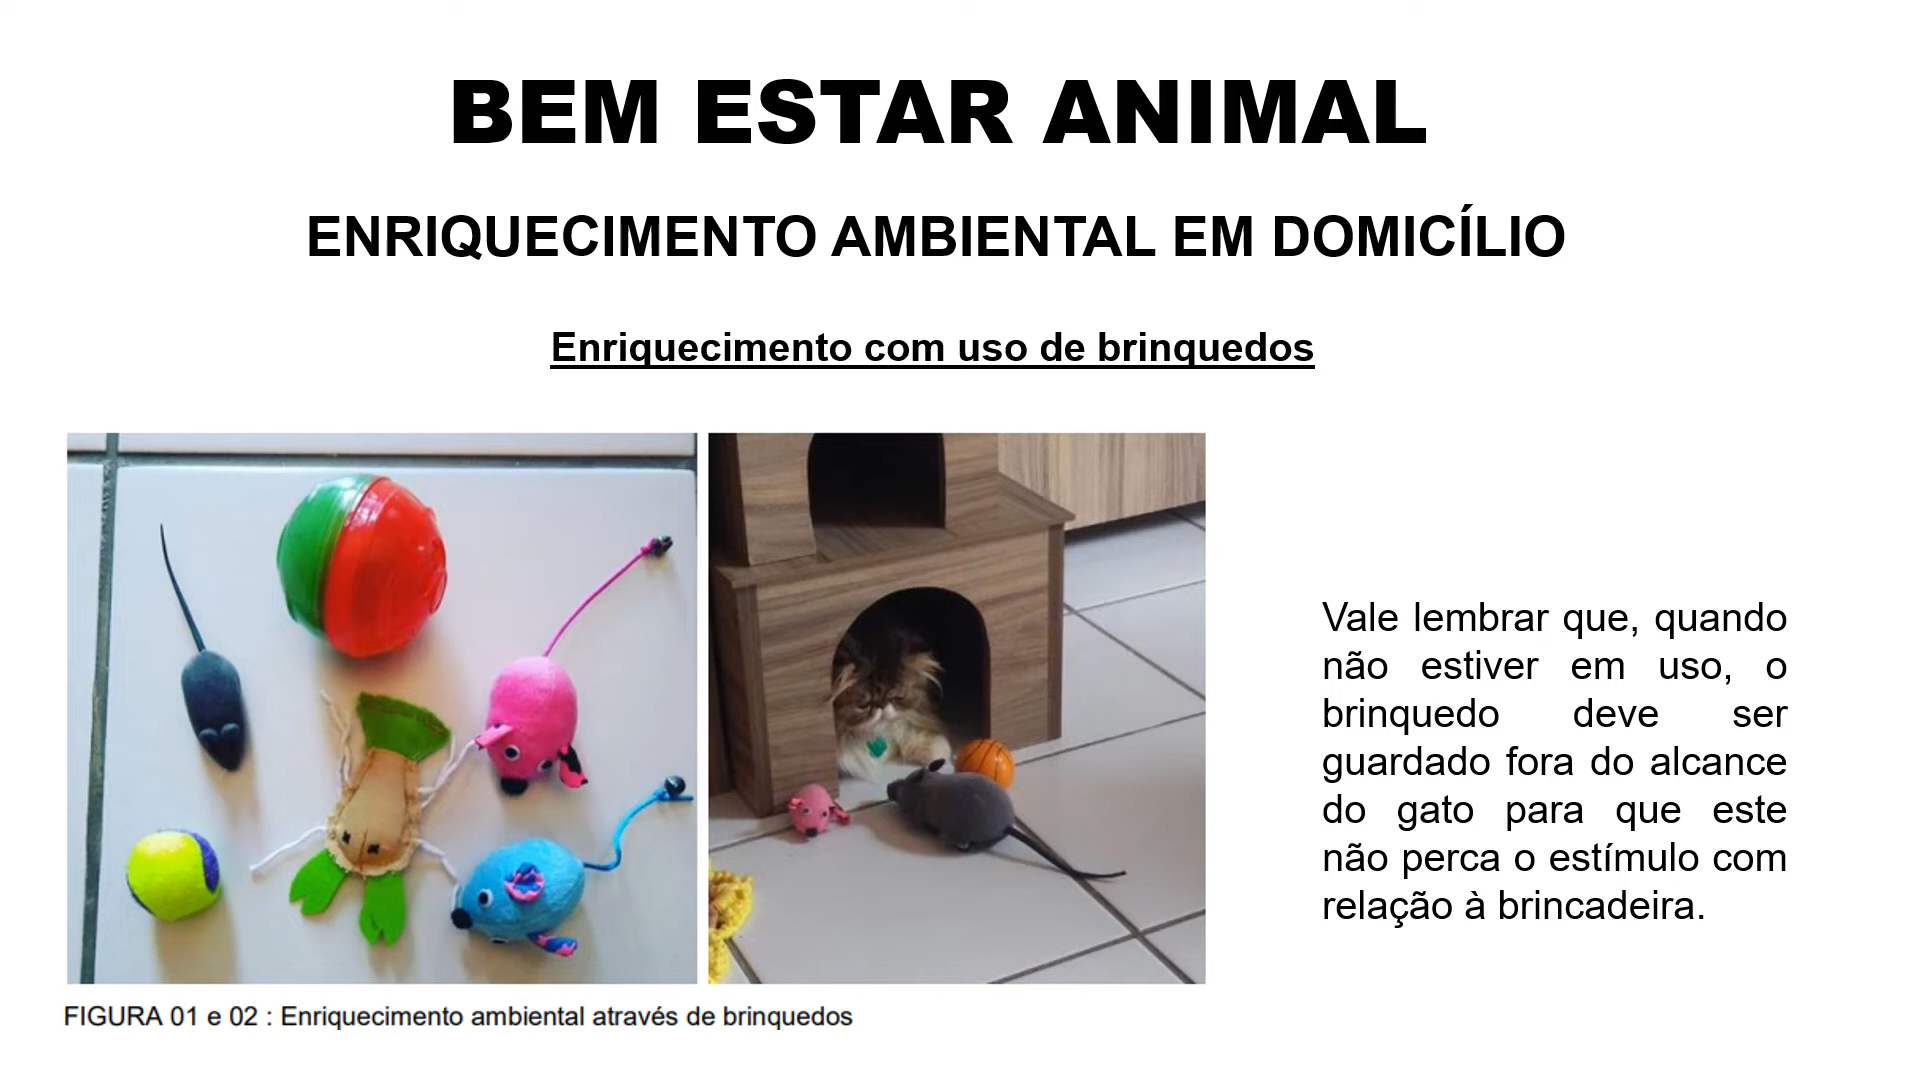 BEM ESTAR ANIMAL
ENRIQUECIMENTO AMBIENTAL EM DOMICÍLIO
Enriquecimento com uso de brinquedos
Vale lembrar que, quando
não estiver em uso, o
brinquedo deve ser
guardado fora do alcance
do gato para que este
não perca o estímulo com
relação à brincadeira.
FIGURA 01 e 02 : Enriquecimento ambiental através de brinquedos